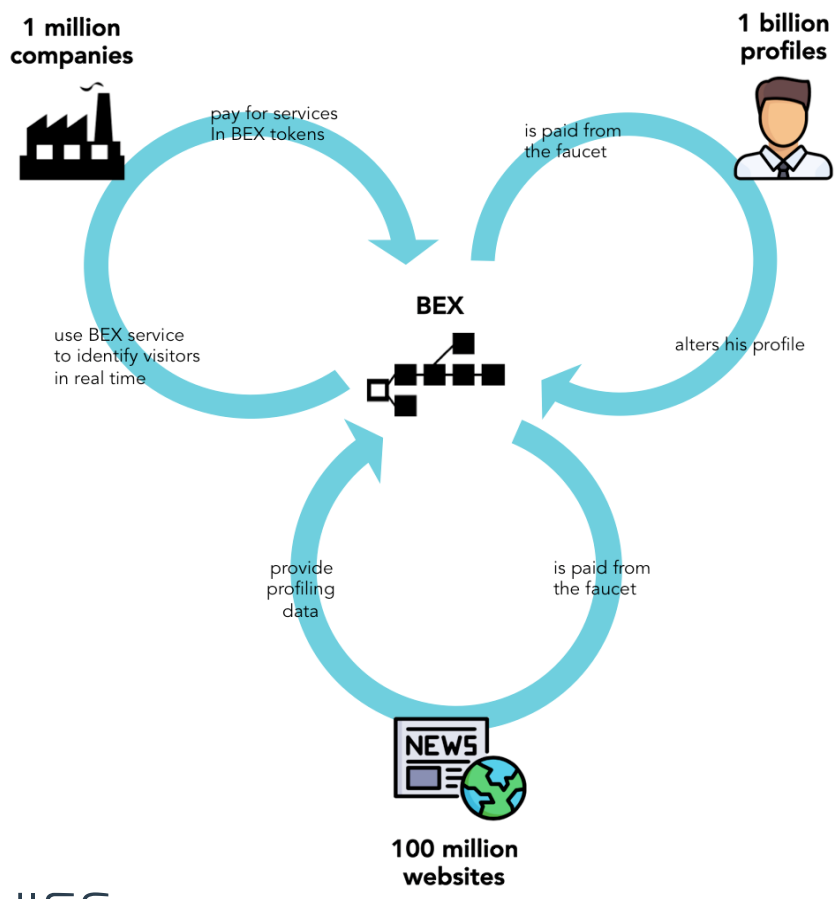 1 million
companies
1 billion
profiles
pay for services
In BEX tokens
is paid from
the faucet
BEX
use BEX service
to identify visitors
in real time
alters his profile
provide
profiling
data
is paid from
the faucet
NEWS
100 million
websites